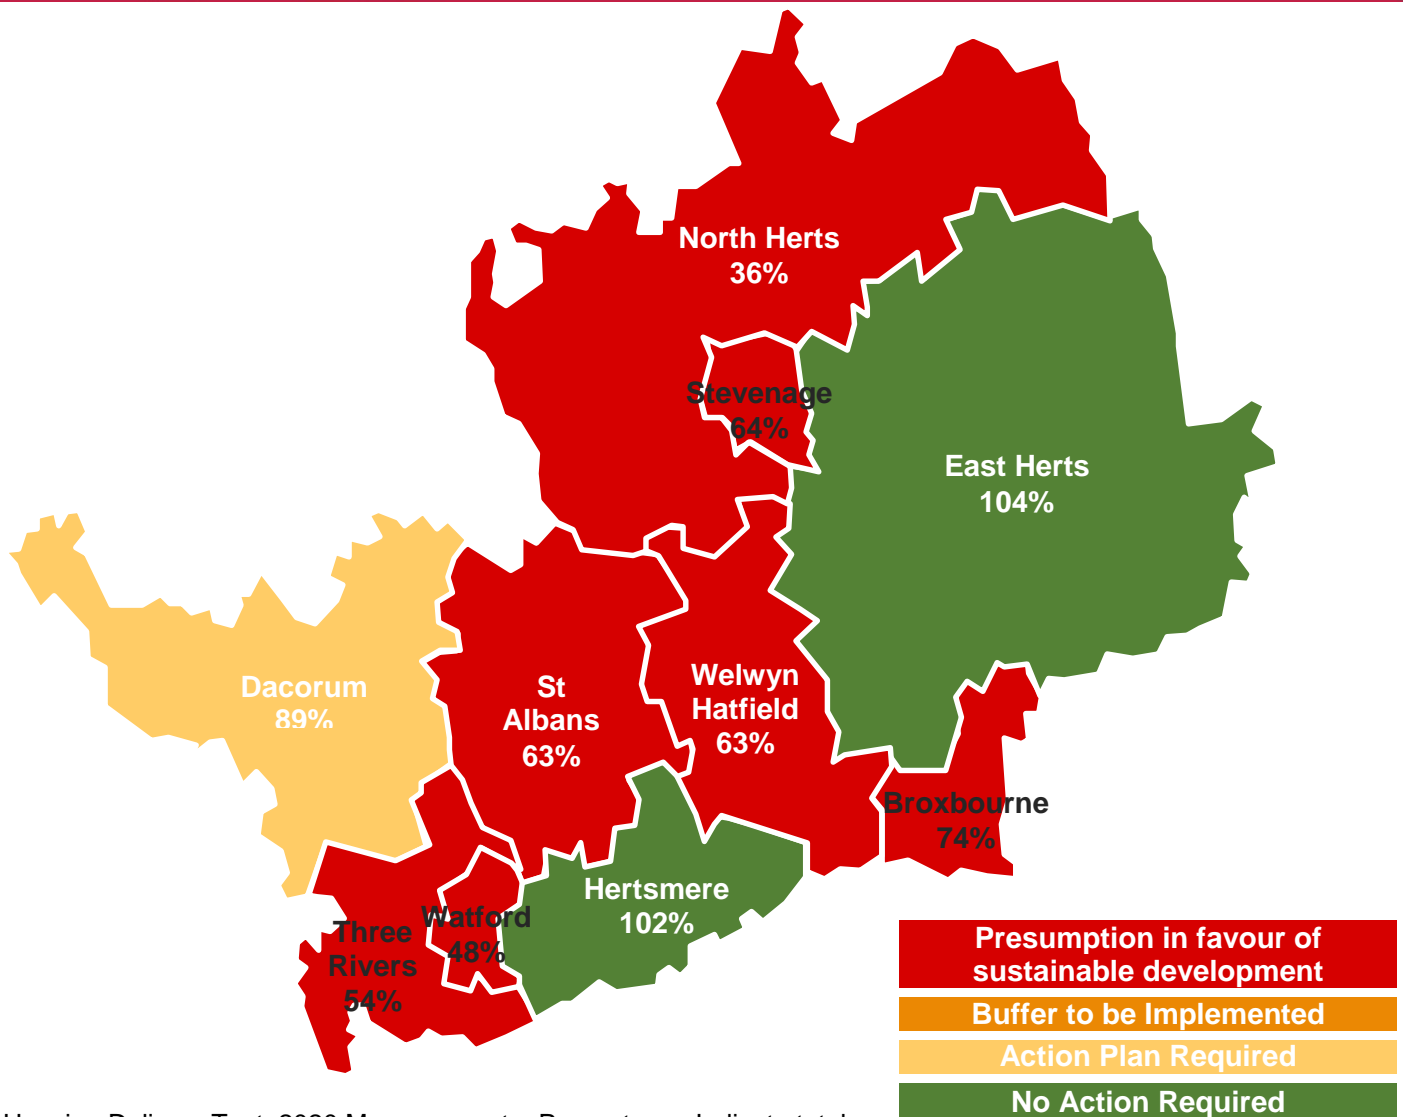 North Herts
36%
Stevenage
64%
East Herts
104%
Dacorum
89%
St
Albans
63%
Welwyn
Hatfield
63%
Broxbourne
74%
Hertsmere
102%
Watford
48%
Three
Rivers
54%
Presumption in favour of
sustainable development
Buffer to be Implemented
Action Plan Required
No Action Required